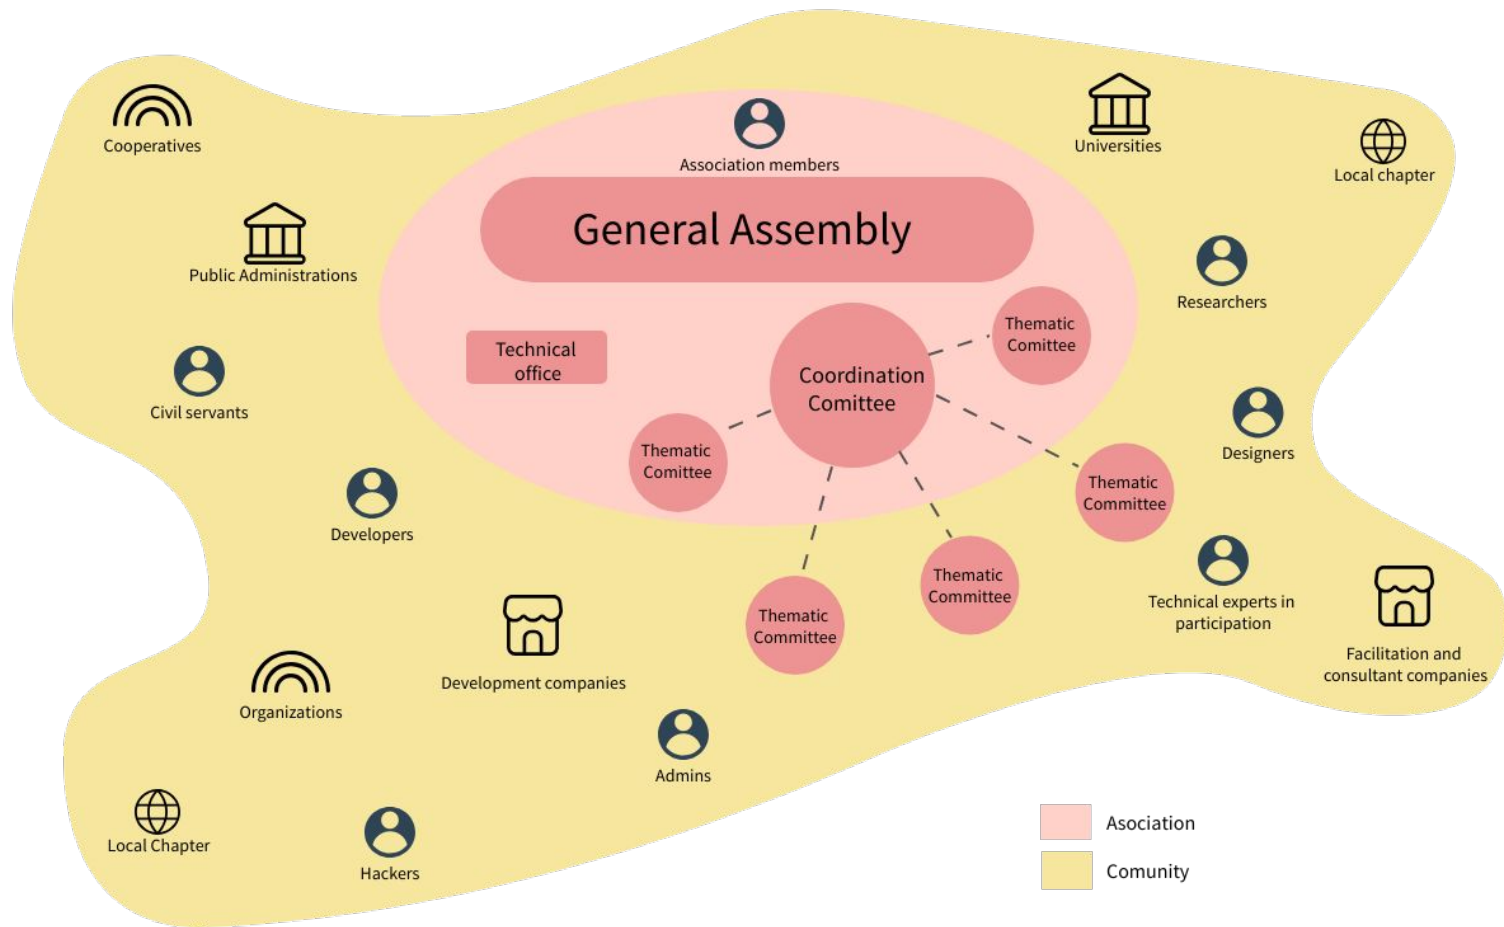 Cooperatives
Public Administrations
Civil servants
Developers
Association members
General Assembly
Technical
office
Coordination
Comittee
Thematic
Comittee
Thematic
Comittee
Thematic
Committee
Thematic
Committee
Thematic
Committee
Universities
Local chapter
Researchers
Designers
Technical experts in
participation
Facilitation and
consultant companies
Development companies
Organizations
Admins
Local Chapter
Hackers
Asociation
Comunity